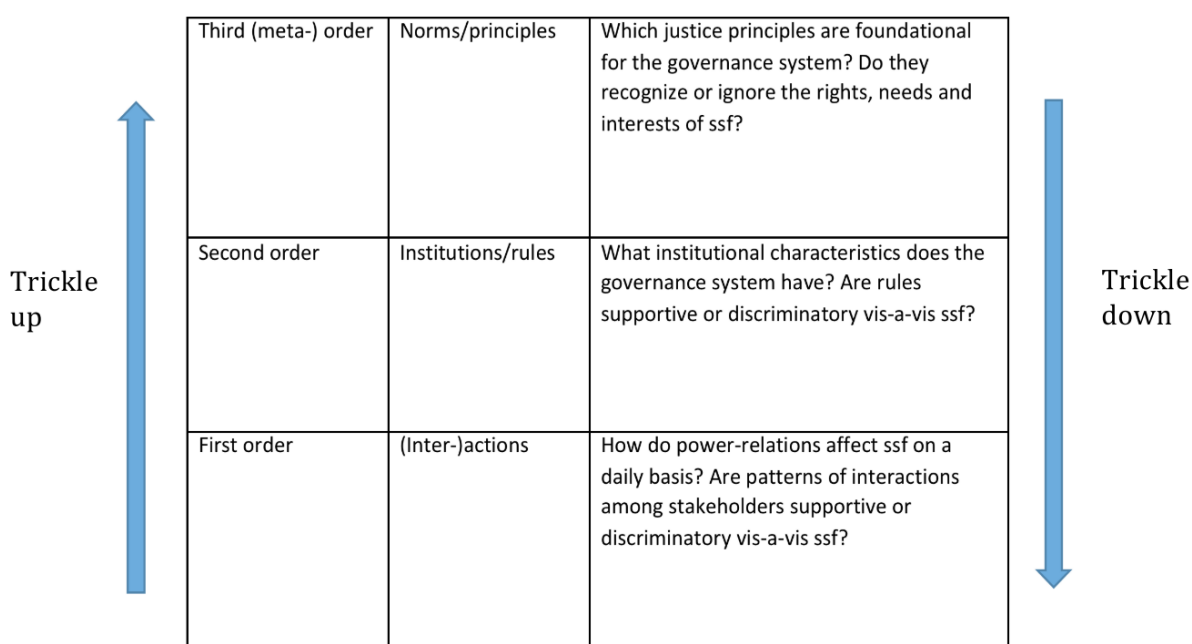 Third (meta-) order
Norms/principles
Which justice principles are foundational
for the governance system? Do they
recognize or ignore the rights, needs and
interests of ssf?
Trickle
up
Second order
Institutions/rules
What institutional characteristics does the
governance system have? Are rules
supportive or discriminatory vis-a-vis ssf?
Trickle
down
First order
(Inter-)actions
How do power-relations affect ssf on a
daily basis? Are patterns of interactions
among stakeholders supportive or
discriminatory vis-a-vis ssf?